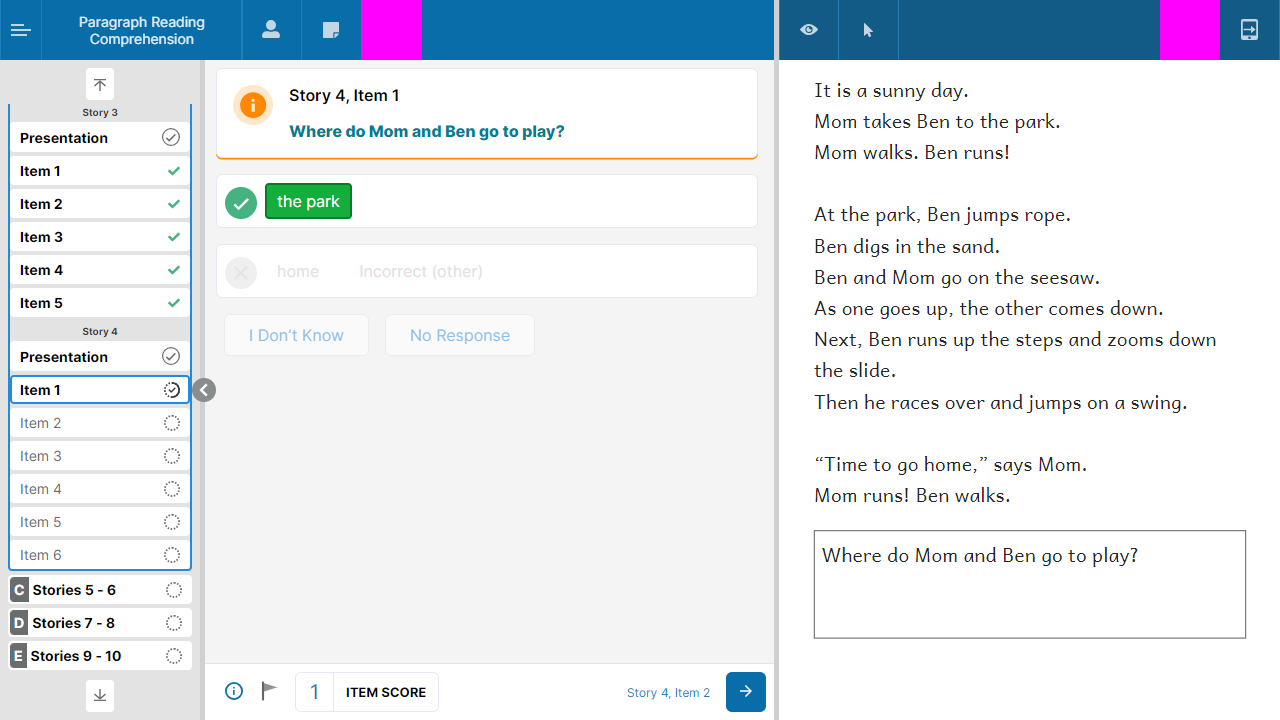 Paragraph Reading
Comprehension
Story 3
Presentation
Item 1
Item 2
Item 3
Item 4
Item 5
Story 4
Presentation
Item 1
Item 2
Item 3
Item 4
Item 5
Item 6
C Stories 5 - 6
D Stories 7 - 8
E Stories 9 - 10
Story 4, Item 1
Where do Mom and Ben go to play?
the park
home Incorrect (other)
I Don’t Know No Response
1 ITEM SCORE
Story 4, Item 2
It is a sunny day.
Mom takes Ben to the park.
Mom walks. Ben runs!
At the park, Ben jumps rope.
Ben digs in the sand.
Ben and Mom go on the seesaw.
As one goes up, the other comes down.
Next, Ben runs up the steps and zooms down
the slide.
Then he races over and jumps on a swing.
“Time to go home,” says Mom.
Mom runs! Ben walks.
Where do Mom and Ben go to play?